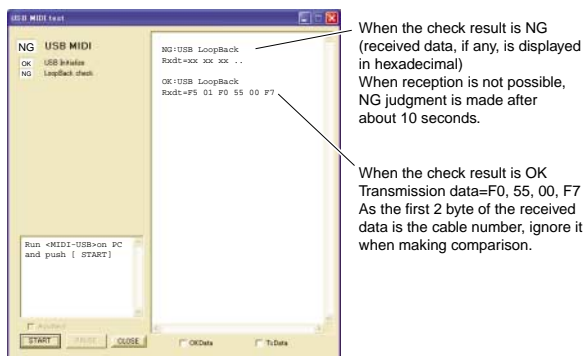 USB MIDI test
NG USB MIDI
OK USB Initialize
NG LoopBack check
NG:USB LoopBack
Rxdt=xx xx xx ..
OK:USB LoopBack
Rxdt=F5 01 F0 55 00 F7
Run <MIDI-USB>on PC
and push [ START]
START PAUSE CLOSE
OKData TxData
When the check result is NG
(received data, if any, is displayed
in hexadecimal)
When reception is not possible,
NG judgment is made after
about 10 seconds.
When the check result is OK
Transmission data=F0, 55, 00, F7
As the first 2 byte of the received
data is the cable number, ignore it
when making comparison.